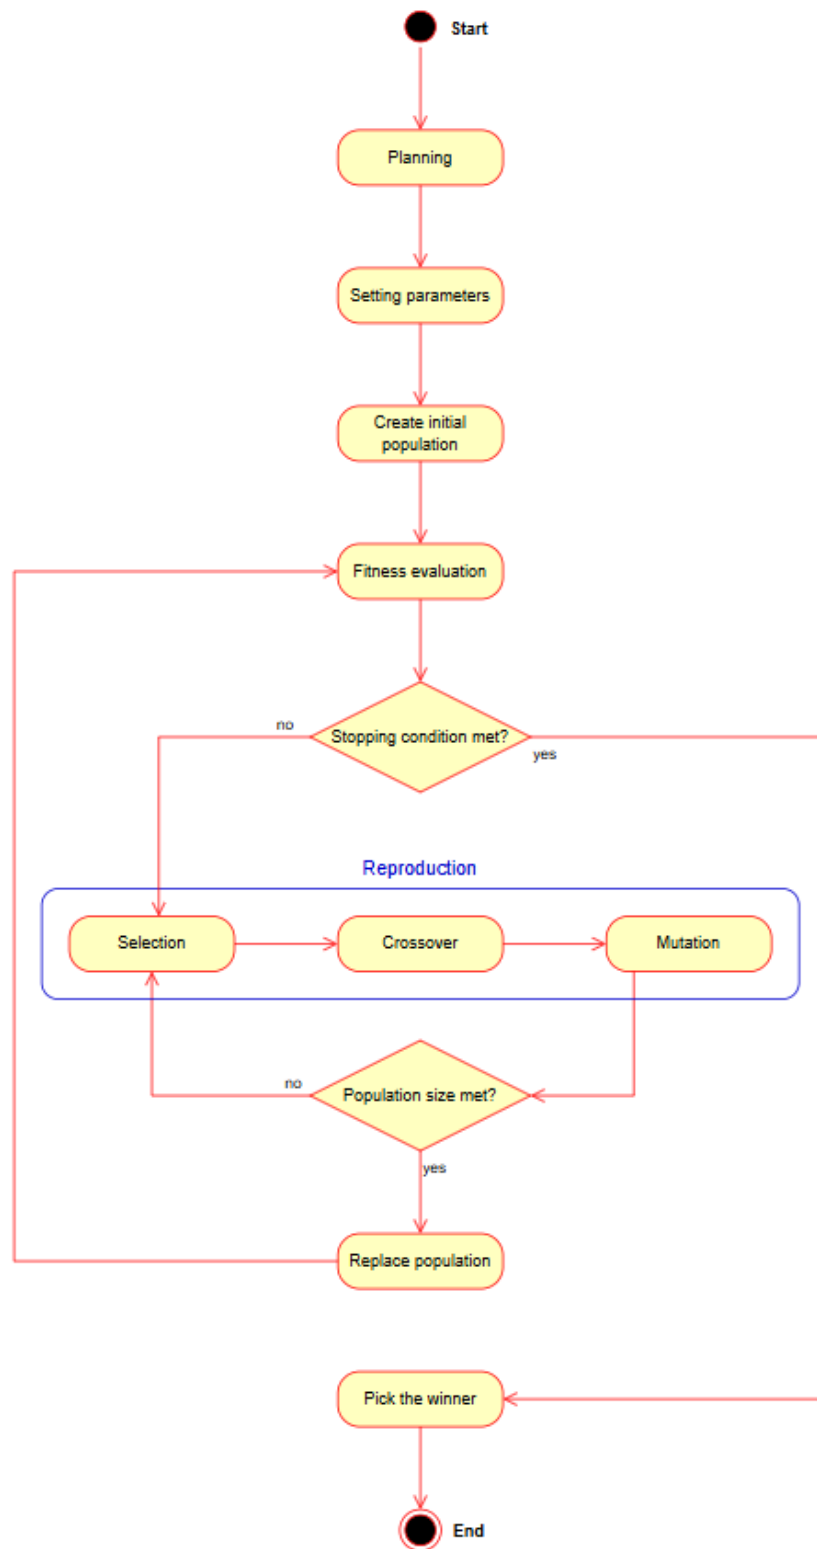 Start
Planning
Setting parameters
Create initial
population
Fitness evaluation
Stopping condition met?
no
yes
Reproduction
Selection
Crossover
Mutation
Population size met?
no
yes
Replace population
Pick the winner
End